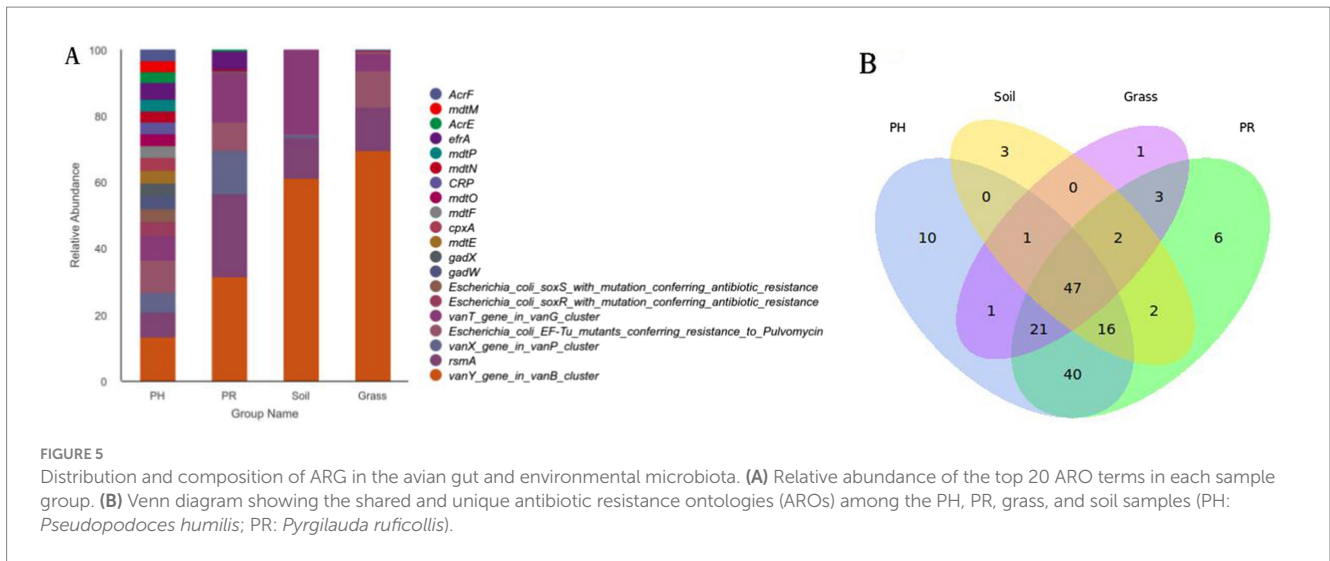 A
100
80
60
40
20
0
Relative Abundance
PH PR Soil Grass
Group Name
AcrF
mdtM
AcrE
efrA
mdtP
mdtN
CRP
mdtO
mdtF
cpxA
mdtE
gadX
gadW
Escherichia_coli_soxS_with_mutation_conferring_antibiotic_resistance
Escherichia_coli_soxR_with_mutation_conferring_antibiotic_resistance
vanT_gene_in_vanG_cluster
Escherichia_coli_EF-Tu_mutants_conferring_resistance_to_Pulvomycin
vanX_gene_in_vanP_cluster
rsmA
vanY_gene_in_vanB_cluster
B
Soil Grass
PH PR
3 1
0 0 3
10 1 2 6
47
1 21 16 2
40
FIGURE 5
Distribution and composition of ARG in the avian gut and environmental microbiota. (A) Relative abundance of the top 20 ARO terms in each sample
group. (B) Venn diagram showing the shared and unique antibiotic resistance ontologies (AROs) among the PH, PR, grass, and soil samples (PH:
Pseudopodoces humilis; PR: Pyrgilauda ruficollis).